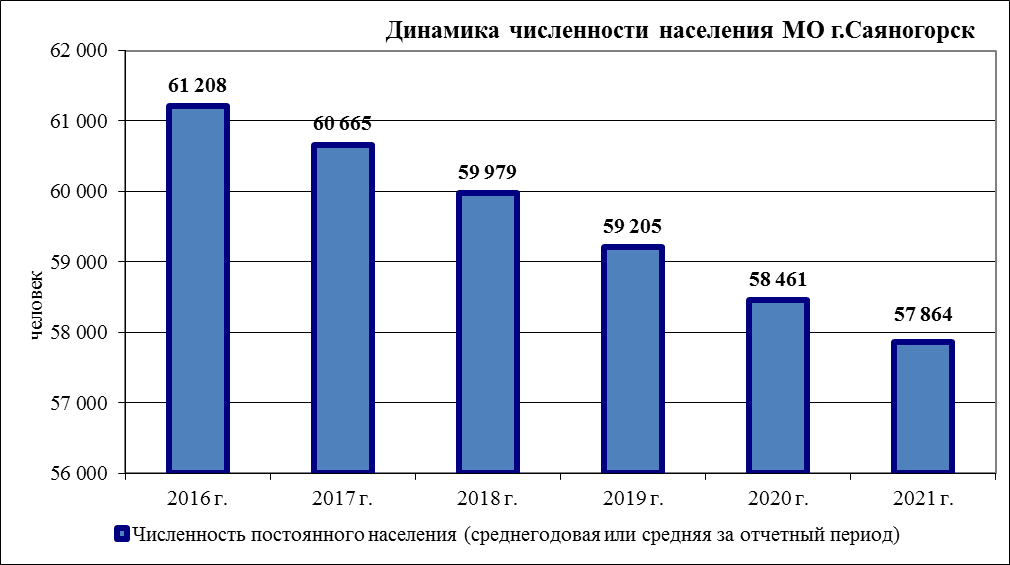 Динамика численности населения МО г.Саяногорск
человек
62 000
61 000
60 000
59 000
58 000
57 000
56 000
61 208
60 665
59 979
59 205
58 461
57 864
2016 г.
2017 г.
2018 г.
2019 г.
2020 г.
2021 г.
Численность постоянного населения (среднегодовая или средняя за отчетный период)